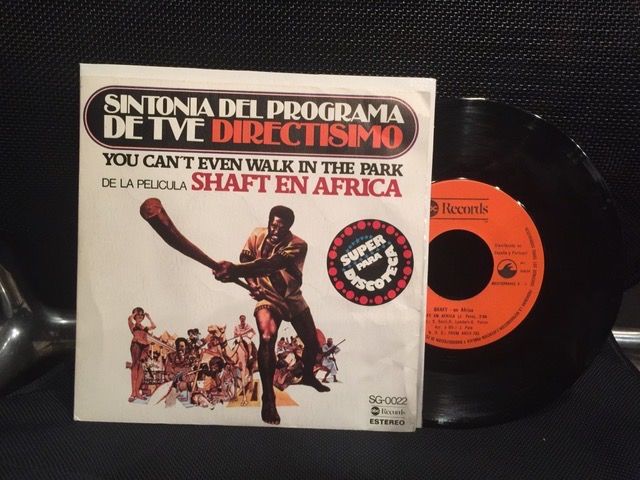 SINTONIA DEL PROGRAMA
DE TVE DIRECTISIMO
YOU CAN´T EVEN WALK IN THE PARK
DE LA PELICULA SHAFT EN AFRICA
SUPER
PARA
DISCOTECA
SG-0022
abc Records
ESTEREO
Records
SHAFT - en Africa